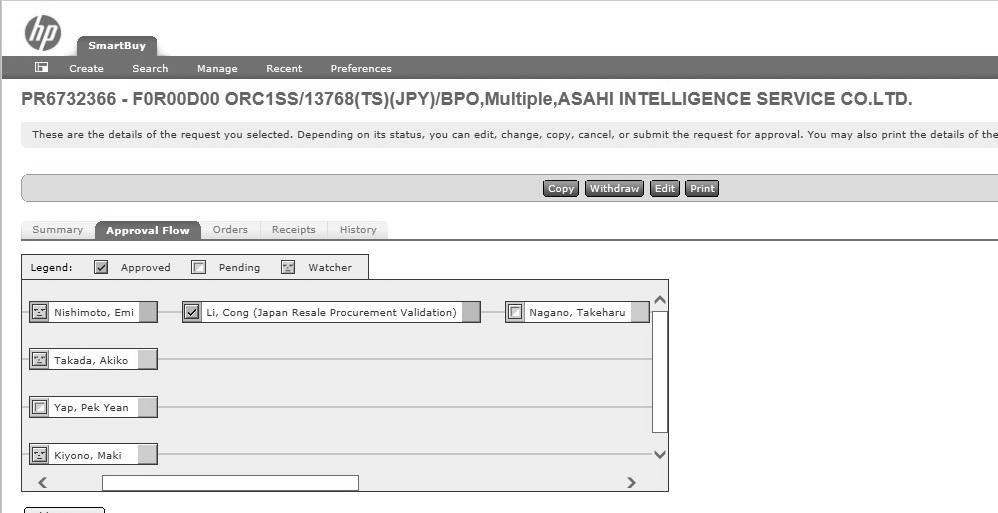 hp
SmartBuy
Create Search Manage Recent Preferences
PR6732366 - F0R00D00 ORC1SS/13768(TS)(JPY)/BPO,Multiple,ASAHI INTELLIGENCE SERVICE CO.LTD.
These are the details of the request you selected. Depending on its status, you can edit, change, copy, cancel, or submit the request for approval. You may also print the details of the
Copy Withdraw Edit Print
Summary Approval Flow Orders Receipts History
Legend: Approved Pending Watcher
Nishimoto, Emi Li, Cong (Japan Resale Procurement Validation) Nagano, Takeharu
Takada, Akiko
Yap, Pek Yean
Kiyono, Maki